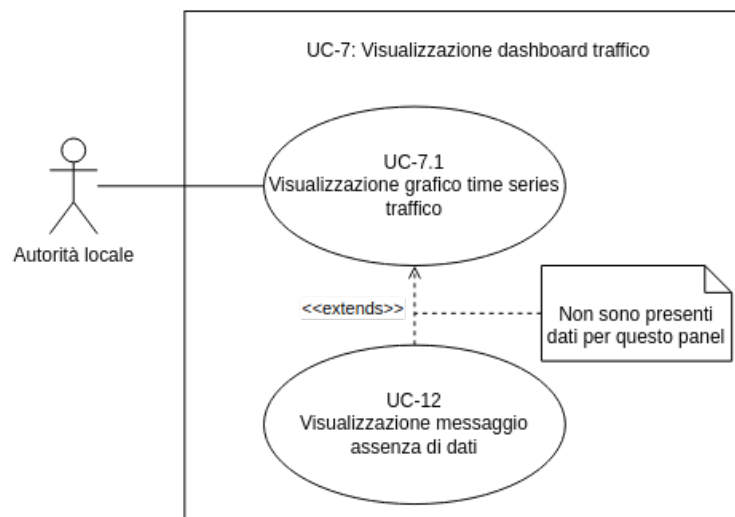 UC-7: Visualizzazione dashboard traffico
UC-7.1
Visualizzazione grafico time series
traffico
Autorità locale
<<extends>>
Non sono presenti
dati per questo panel
UC-12
Visualizzazione messaggio
assenza di dati